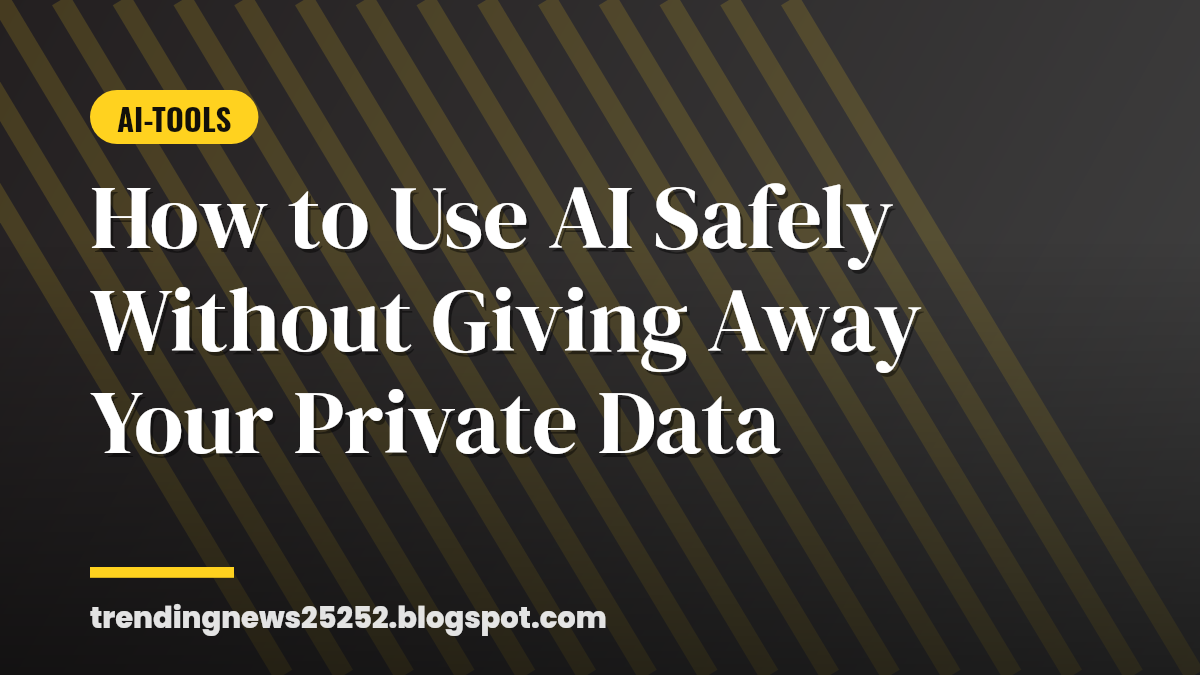 AI-TOOLS
How to Use AI Safely
Without Giving Away
Your Private Data
trendingnews25252.blogspot.com